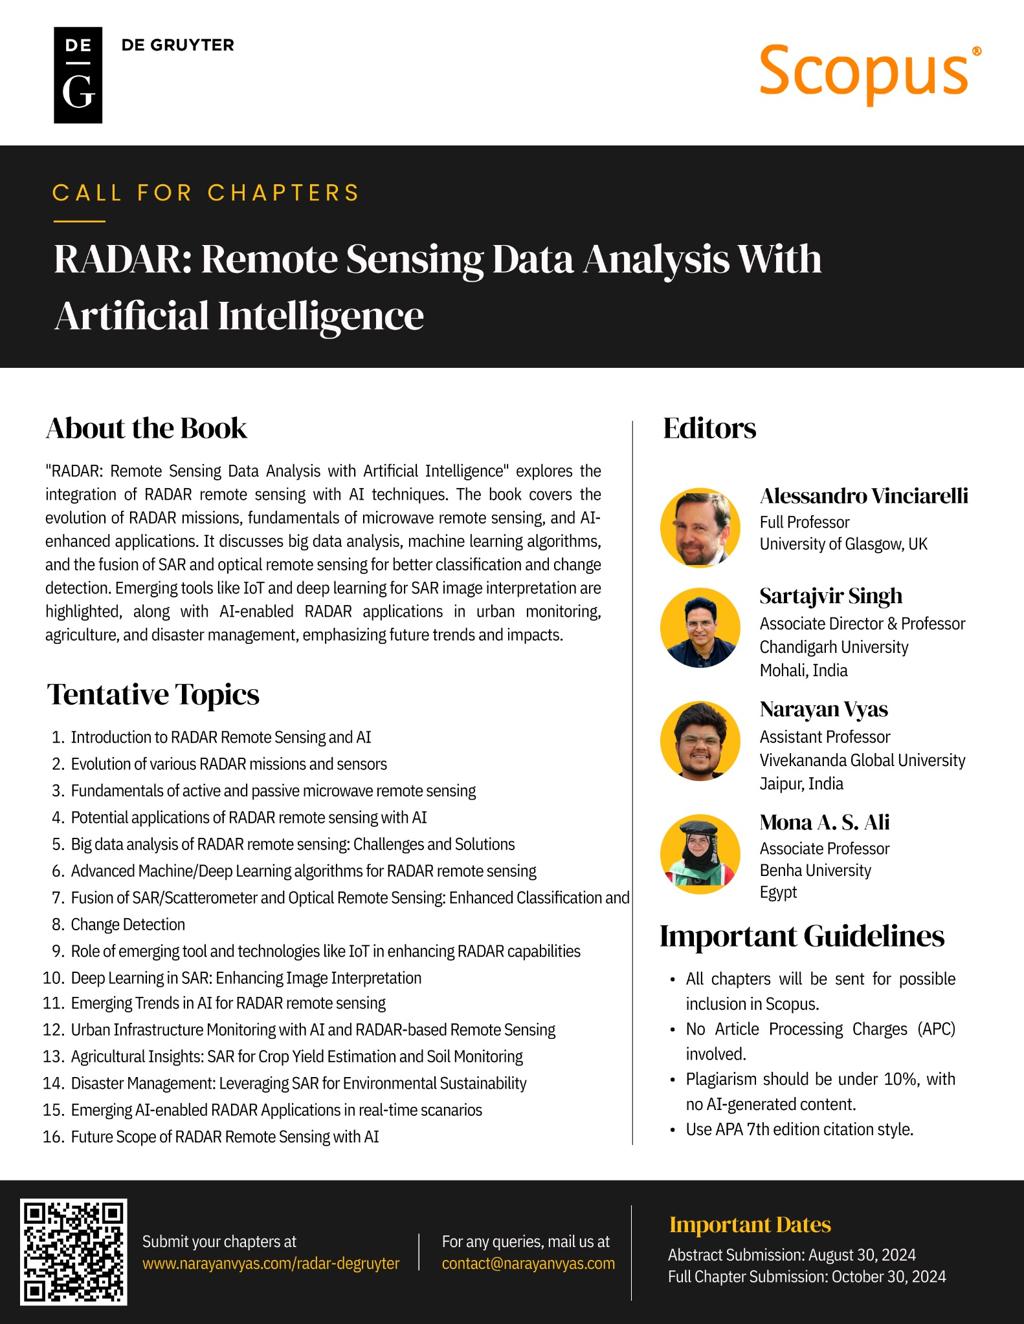 DE
G
DE GRUYTER
Scopus®
CALL FOR CHAPTERS
RADAR: Remote Sensing Data Analysis With
Artificial Intelligence
About the Book
"RADAR: Remote Sensing Data Analysis with Artificial Intelligence" explores the
integration of RADAR remote sensing with AI techniques. The book covers the
evolution of RADAR missions, fundamentals of microwave remote sensing, and AI-
enhanced applications. It discusses big data analysis, machine learning algorithms,
and the fusion of SAR and optical remote sensing for better classification and change
detection. Emerging tools like IoT and deep learning for SAR image interpretation are
highlighted, along with AI-enabled RADAR applications in urban monitoring,
agriculture, and disaster management, emphasizing future trends and impacts.
Tentative Topics
1. Introduction to RADAR Remote Sensing and AI
2. Evolution of various RADAR missions and sensors
3. Fundamentals of active and passive microwave remote sensing
4. Potential applications of RADAR remote sensing with AI
5. Big data analysis of RADAR remote sensing: Challenges and Solutions
6. Advanced Machine/Deep Learning algorithms for RADAR remote sensing
7. Fusion of SAR/Scatterometer and Optical Remote Sensing: Enhanced Classification and
8. Change Detection
9. Role of emerging tool and technologies like IoT in enhancing RADAR capabilities
10. Deep Learning in SAR: Enhancing Image Interpretation
11. Emerging Trends in AI for RADAR remote sensing
12. Urban Infrastructure Monitoring with AI and RADAR-based Remote Sensing
13. Agricultural Insights: SAR for Crop Yield Estimation and Soil Monitoring
14. Disaster Management: Leveraging SAR for Environmental Sustainability
15. Emerging AI-enabled RADAR Applications in real-time scanarios
16. Future Scope of RADAR Remote Sensing with AI
Editors
Alessandro Vinciarelli
Full Professor
University of Glasgow, UK
Sartajvir Singh
Associate Director & Professor
Chandigarh University
Mohali, India
Narayan Vyas
Assistant Professor
Vivekananda Global University
Jaipur, India
Mona A. S. Ali
Associate Professor
Benha University
Egypt
Important Guidelines
• All chapters will be sent for possible
inclusion in Scopus.
• No Article Processing Charges (APC)
involved.
• Plagiarism should be under 10%, with
no AI-generated content.
• Use APA 7th edition citation style.
Submit your chapters at
www.narayanvyas.com/radar-degruyter
For any queries, mail us at
contact@narayanvyas.com
Important Dates
Abstract Submission: August 30, 2024
Full Chapter Submission: October 30, 2024